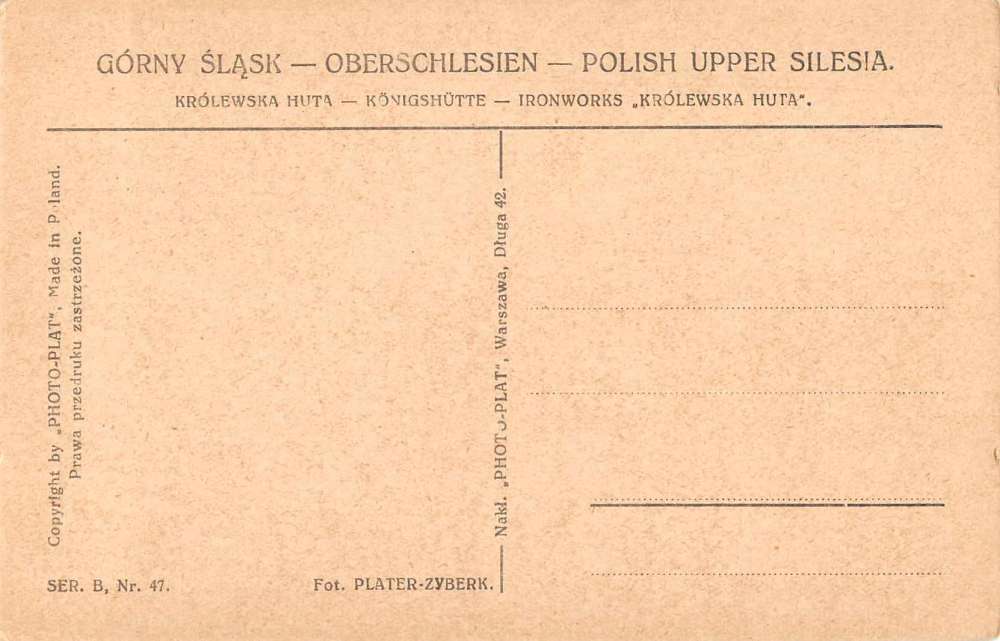 GÓRNY ŚLĄSK — OBERSCHLESIEN — POLISH UPPER SILESIA.
KRÓLEWSKA HUTA — KÖNIGSHÜTTE — IRONWORKS „KRÓLEWSKA HUTA".
Copyright by „PHOTO-PLAT", Made in Poland.
Prawa przedruku zastrzeżone.
Nakł. „PHOTO-PLAT", Warszawa, Długa 42.
SER. B, Nr. 47.
Fot. PLATER-ZYBERK.